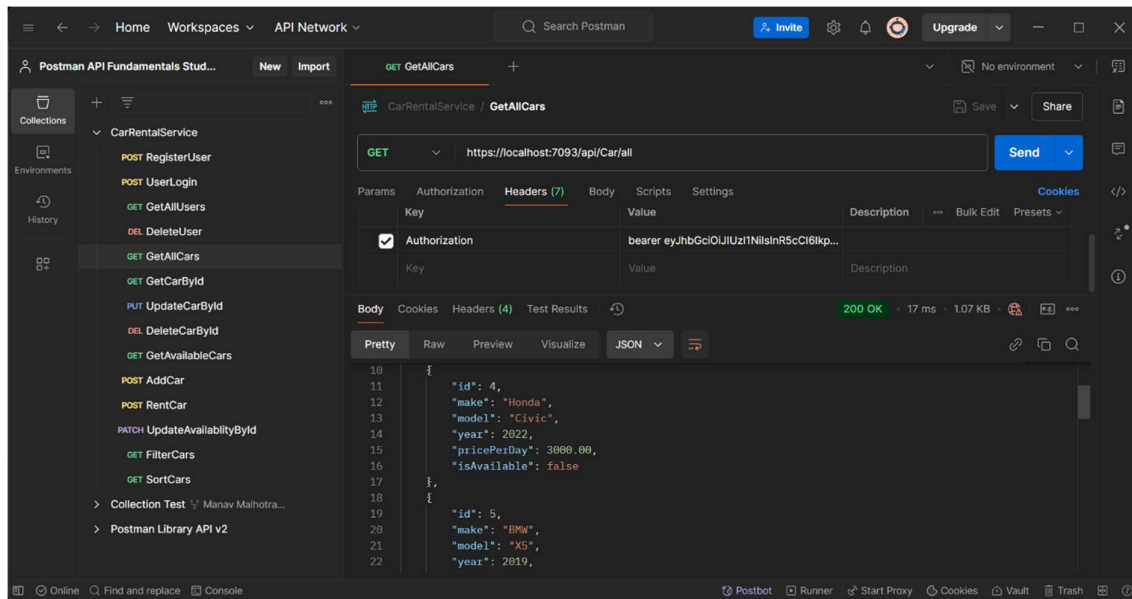 Home Workspaces API Network Search Postman Invite Upgrade
Postman API Fundamentals Stud... New Import GET GetAllCars No environment
Collections
Environments
History
CarRentalService
POST RegisterUser
POST UserLogin
GET GetAllUsers
DEL DeleteUser
GET GetAllCars
GET GetCarById
PUT UpdateCarById
DEL DeleteCarById
GET GetAvailableCars
POST AddCar
POST RentCar
PATCH UpdateAvailablityById
GET FilterCars
GET SortCars
Collection Test Manav Malhotra...
Postman Library API v2
HTTP CarRentalService / GetAllCars Save Share
GET https://localhost:7093/api/Car/all Send
Params Authorization Headers (7) Body Scripts Settings Cookies
Key Value Description Bulk Edit Presets
Authorization bearer eyJhbGciOiJIUzI1NiIsInR5cCI6Ikp...
Key Value Description
Body Cookies Headers (4) Test Results 200 OK 17 ms 1.07 KB e.g.
Pretty Raw Preview Visualize JSON
10 {
11 "id": 4,
12 "make": "Honda",
13 "model": "Civic",
14 "year": 2022,
15 "pricePerDay": 3000.00,
16 "isAvailable": false
17 },
18 {
19 "id": 5,
20 "make": "BMW",
21 "model": "X5",
22 "year": 2019,
Online Find and replace Console Postbot Runner Start Proxy Cookies Vault Trash